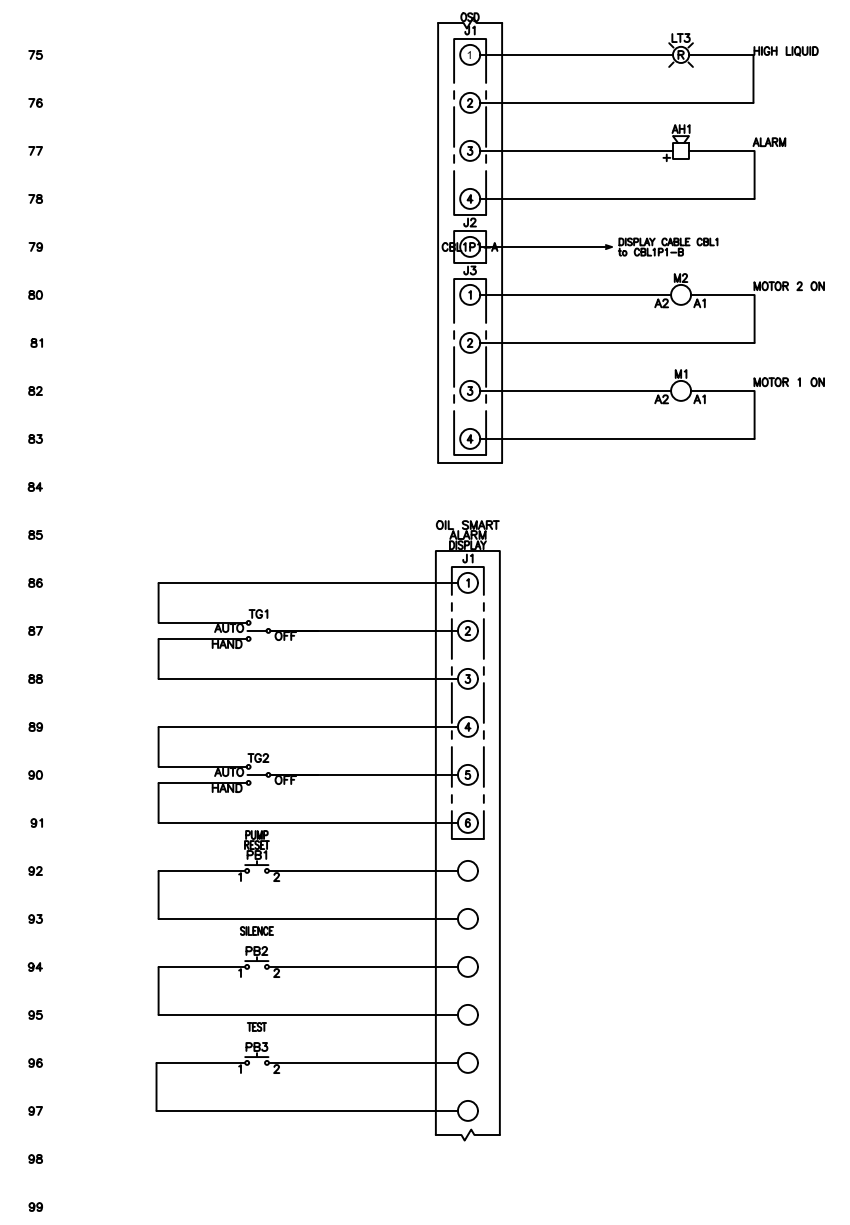 OSD
J1
75
1
LT3
R
HIGH LIQUID
76
2
77
3
AH1
+
ALARM
78
4
J2
79
CBL1P1-A
DISPLAY CABLE CBL1
to CBL1P1-B
J3
80
1
M2
A2
A1
MOTOR 2 ON
81
2
82
3
M1
A2
A1
MOTOR 1 ON
83
4
84
85
OIL SMART
ALARM
DISPLAY
J1
86
1
TG1
87
AUTO
OFF
2
HAND
88
3
89
4
TG2
90
AUTO
OFF
5
HAND
91
6
PUMP
RESET
PB1
92
1
2
93
SILENCE
PB2
94
1
2
95
TEST
PB3
96
1
2
97
98
99